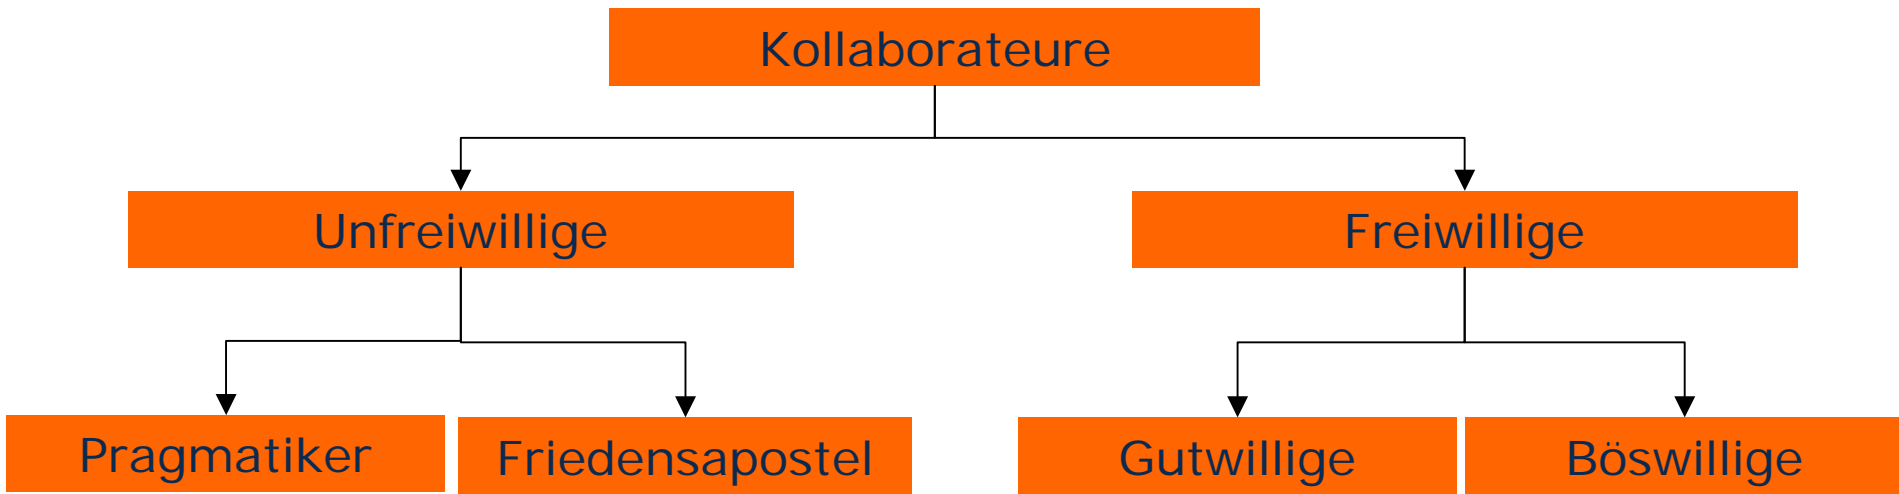 Kollaborateure
Unfreiwillige
Freiwillige
Pragmatiker
Friedensapostel
Gutwillige
Böswillige